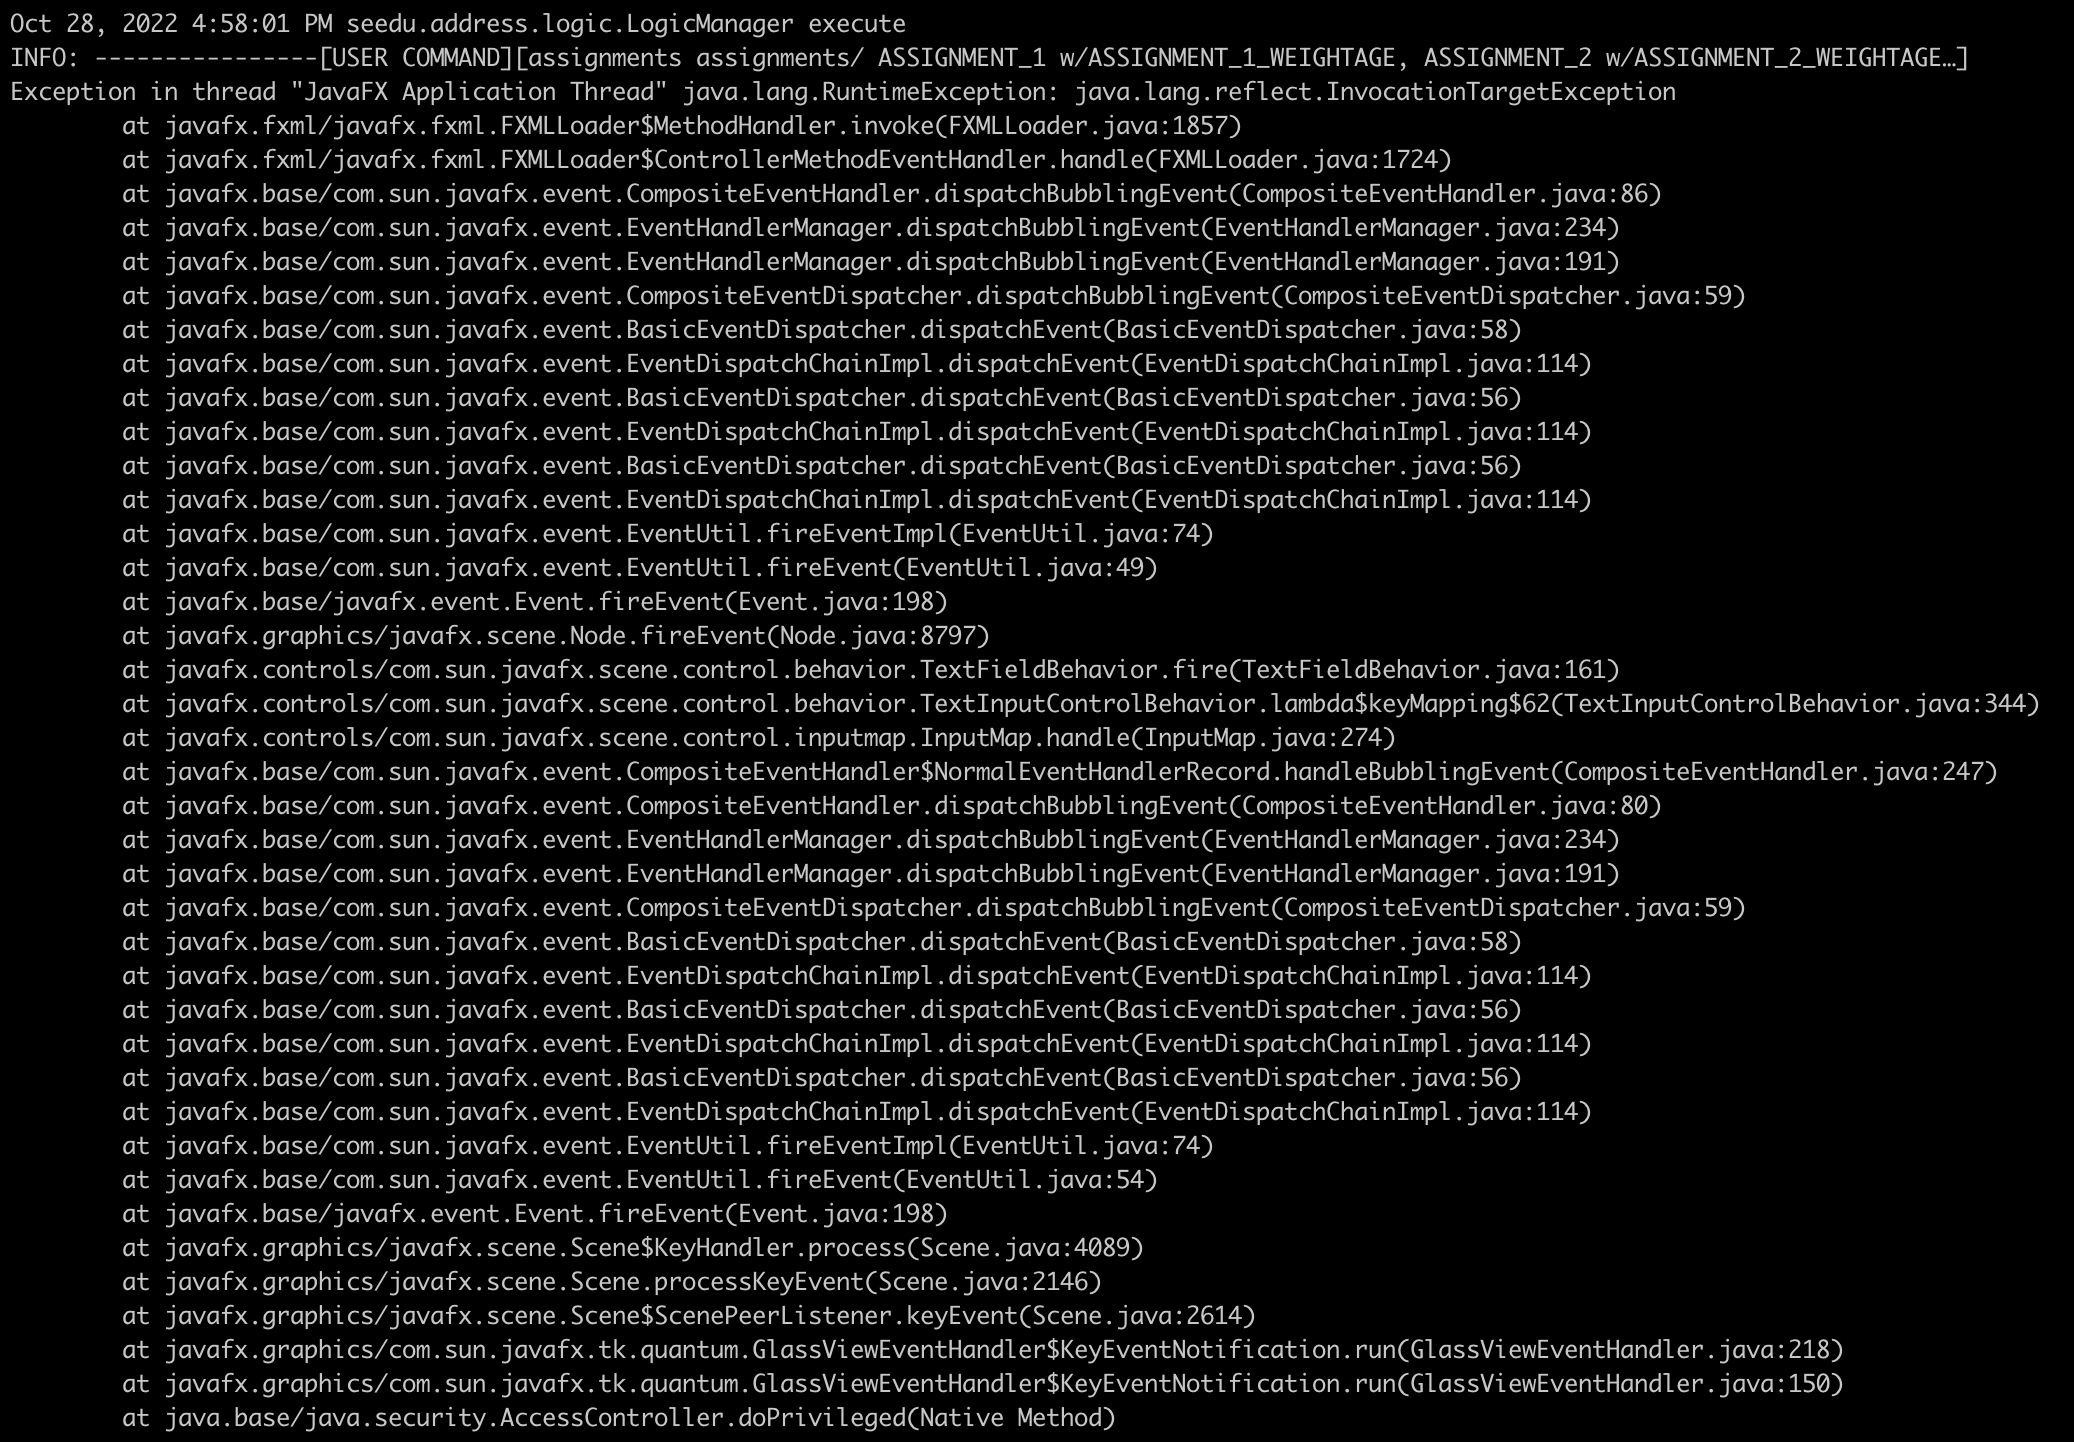 Oct 28, 2022 4:58:01 PM seedu.address.logic.LogicManager execute
INFO: ----------------[USER COMMAND][assignments assignments/ ASSIGNMENT_1 w/ASSIGNMENT_1_WEIGHTAGE, ASSIGNMENT_2 w/ASSIGNMENT_2_WEIGHTAGE…]
Exception in thread "JavaFX Application Thread" java.lang.RuntimeException: java.lang.reflect.InvocationTargetException
        at javafx.fxml/javafx.fxml.FXMLLoader$MethodHandler.invoke(FXMLLoader.java:1857)
        at javafx.fxml/javafx.fxml.FXMLLoader$ControllerMethodEventHandler.handle(FXMLLoader.java:1724)
        at javafx.base/com.sun.javafx.event.CompositeEventHandler.dispatchBubblingEvent(CompositeEventHandler.java:86)
        at javafx.base/com.sun.javafx.event.EventHandlerManager.dispatchBubblingEvent(EventHandlerManager.java:234)
        at javafx.base/com.sun.javafx.event.EventHandlerManager.dispatchBubblingEvent(EventHandlerManager.java:191)
        at javafx.base/com.sun.javafx.event.CompositeEventDispatcher.dispatchBubblingEvent(CompositeEventDispatcher.java:59)
        at javafx.base/com.sun.javafx.event.BasicEventDispatcher.dispatchEvent(BasicEventDispatcher.java:58)
        at javafx.base/com.sun.javafx.event.EventDispatchChainImpl.dispatchEvent(EventDispatchChainImpl.java:114)
        at javafx.base/com.sun.javafx.event.BasicEventDispatcher.dispatchEvent(BasicEventDispatcher.java:56)
        at javafx.base/com.sun.javafx.event.EventDispatchChainImpl.dispatchEvent(EventDispatchChainImpl.java:114)
        at javafx.base/com.sun.javafx.event.BasicEventDispatcher.dispatchEvent(BasicEventDispatcher.java:56)
        at javafx.base/com.sun.javafx.event.EventDispatchChainImpl.dispatchEvent(EventDispatchChainImpl.java:114)
        at javafx.base/com.sun.javafx.event.EventUtil.fireEventImpl(EventUtil.java:74)
        at javafx.base/com.sun.javafx.event.EventUtil.fireEvent(EventUtil.java:49)
        at javafx.base/javafx.event.Event.fireEvent(Event.java:198)
        at javafx.graphics/javafx.scene.Node.fireEvent(Node.java:8797)
        at javafx.controls/com.sun.javafx.scene.control.behavior.TextFieldBehavior.fire(TextFieldBehavior.java:161)
        at javafx.controls/com.sun.javafx.scene.control.behavior.TextInputControlBehavior.lambda$keyMapping$62(TextInputControlBehavior.java:344)
        at javafx.controls/com.sun.javafx.scene.control.inputmap.InputMap.handle(InputMap.java:274)
        at javafx.base/com.sun.javafx.event.CompositeEventHandler$NormalEventHandlerRecord.handleBubblingEvent(CompositeEventHandler.java:247)
        at javafx.base/com.sun.javafx.event.CompositeEventHandler.dispatchBubblingEvent(CompositeEventHandler.java:80)
        at javafx.base/com.sun.javafx.event.EventHandlerManager.dispatchBubblingEvent(EventHandlerManager.java:234)
        at javafx.base/com.sun.javafx.event.EventHandlerManager.dispatchBubblingEvent(EventHandlerManager.java:191)
        at javafx.base/com.sun.javafx.event.CompositeEventDispatcher.dispatchBubblingEvent(CompositeEventDispatcher.java:59)
        at javafx.base/com.sun.javafx.event.BasicEventDispatcher.dispatchEvent(BasicEventDispatcher.java:58)
        at javafx.base/com.sun.javafx.event.EventDispatchChainImpl.dispatchEvent(EventDispatchChainImpl.java:114)
        at javafx.base/com.sun.javafx.event.BasicEventDispatcher.dispatchEvent(BasicEventDispatcher.java:56)
        at javafx.base/com.sun.javafx.event.EventDispatchChainImpl.dispatchEvent(EventDispatchChainImpl.java:114)
        at javafx.base/com.sun.javafx.event.BasicEventDispatcher.dispatchEvent(BasicEventDispatcher.java:56)
        at javafx.base/com.sun.javafx.event.EventDispatchChainImpl.dispatchEvent(EventDispatchChainImpl.java:114)
        at javafx.base/com.sun.javafx.event.EventUtil.fireEventImpl(EventUtil.java:74)
        at javafx.base/com.sun.javafx.event.EventUtil.fireEvent(EventUtil.java:54)
        at javafx.base/javafx.event.Event.fireEvent(Event.java:198)
        at javafx.graphics/javafx.scene.Scene$KeyHandler.process(Scene.java:4089)
        at javafx.graphics/javafx.scene.Scene.processKeyEvent(Scene.java:2146)
        at javafx.graphics/javafx.scene.Scene$ScenePeerListener.keyEvent(Scene.java:2614)
        at javafx.graphics/com.sun.javafx.tk.quantum.GlassViewEventHandler$KeyEventNotification.run(GlassViewEventHandler.java:218)
        at javafx.graphics/com.sun.javafx.tk.quantum.GlassViewEventHandler$KeyEventNotification.run(GlassViewEventHandler.java:150)
        at java.base/java.security.AccessController.doPrivileged(Native Method)